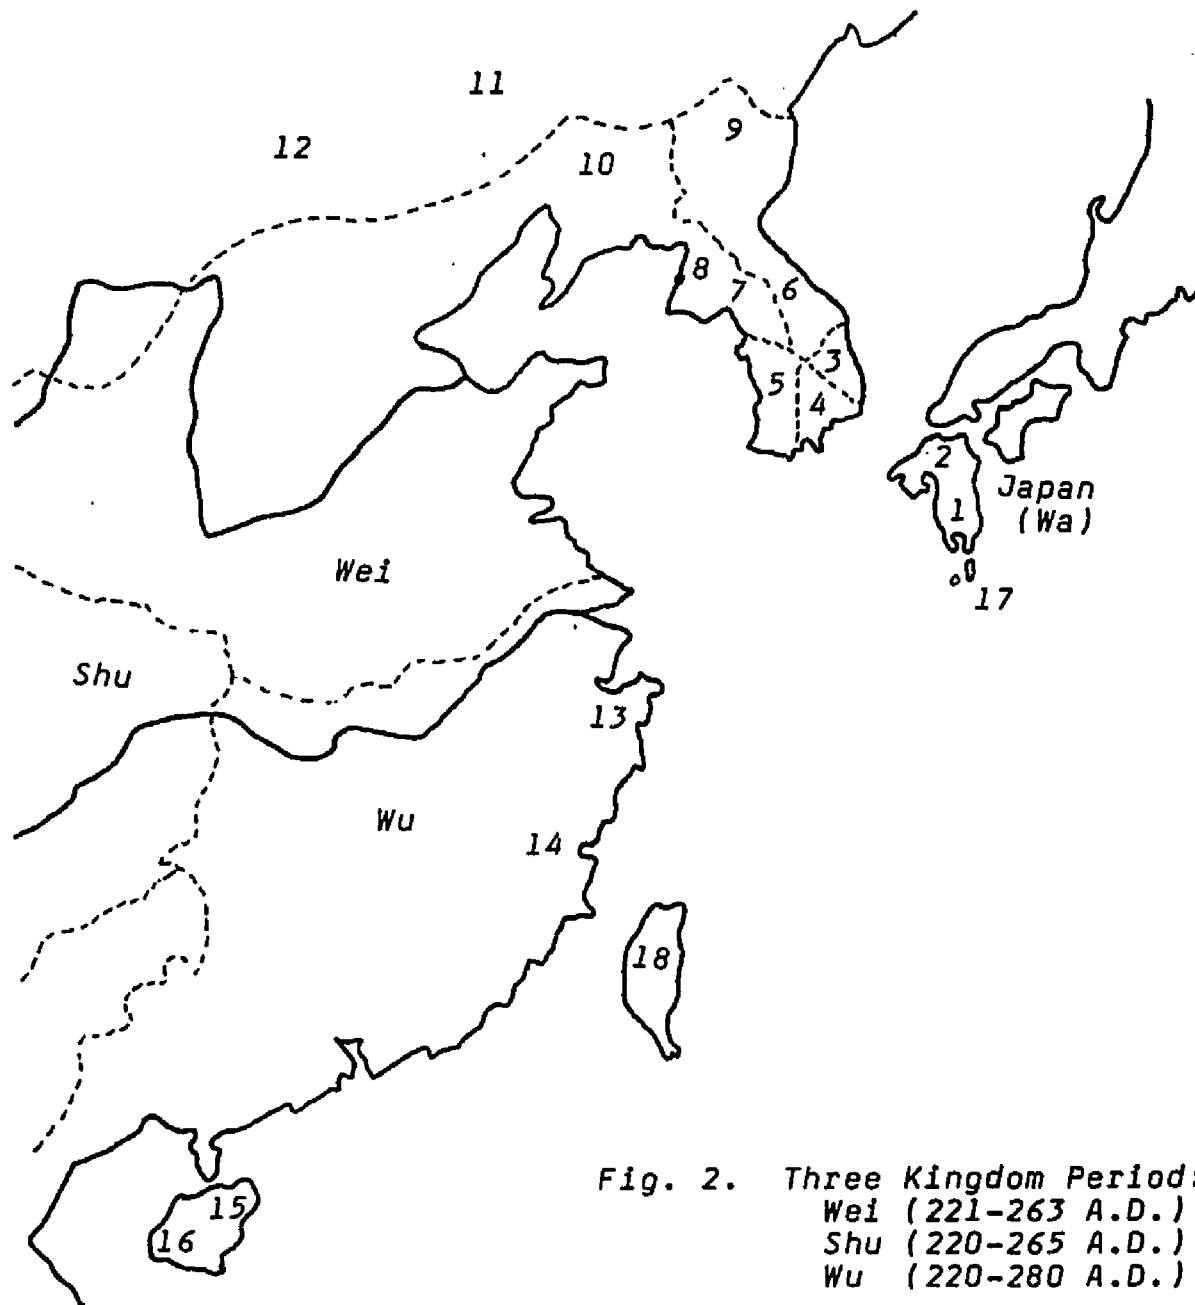 11
12
9
10
8
7
6
3
5
4
2
1
Japan
(Wa)
17
Wei
Shu
13
Wu
14
18
15
16
Fig. 2. Three Kingdom Period:
Wei (221-263 A.D.)
Shu (220-265 A.D.)
Wu (220-280 A.D.)